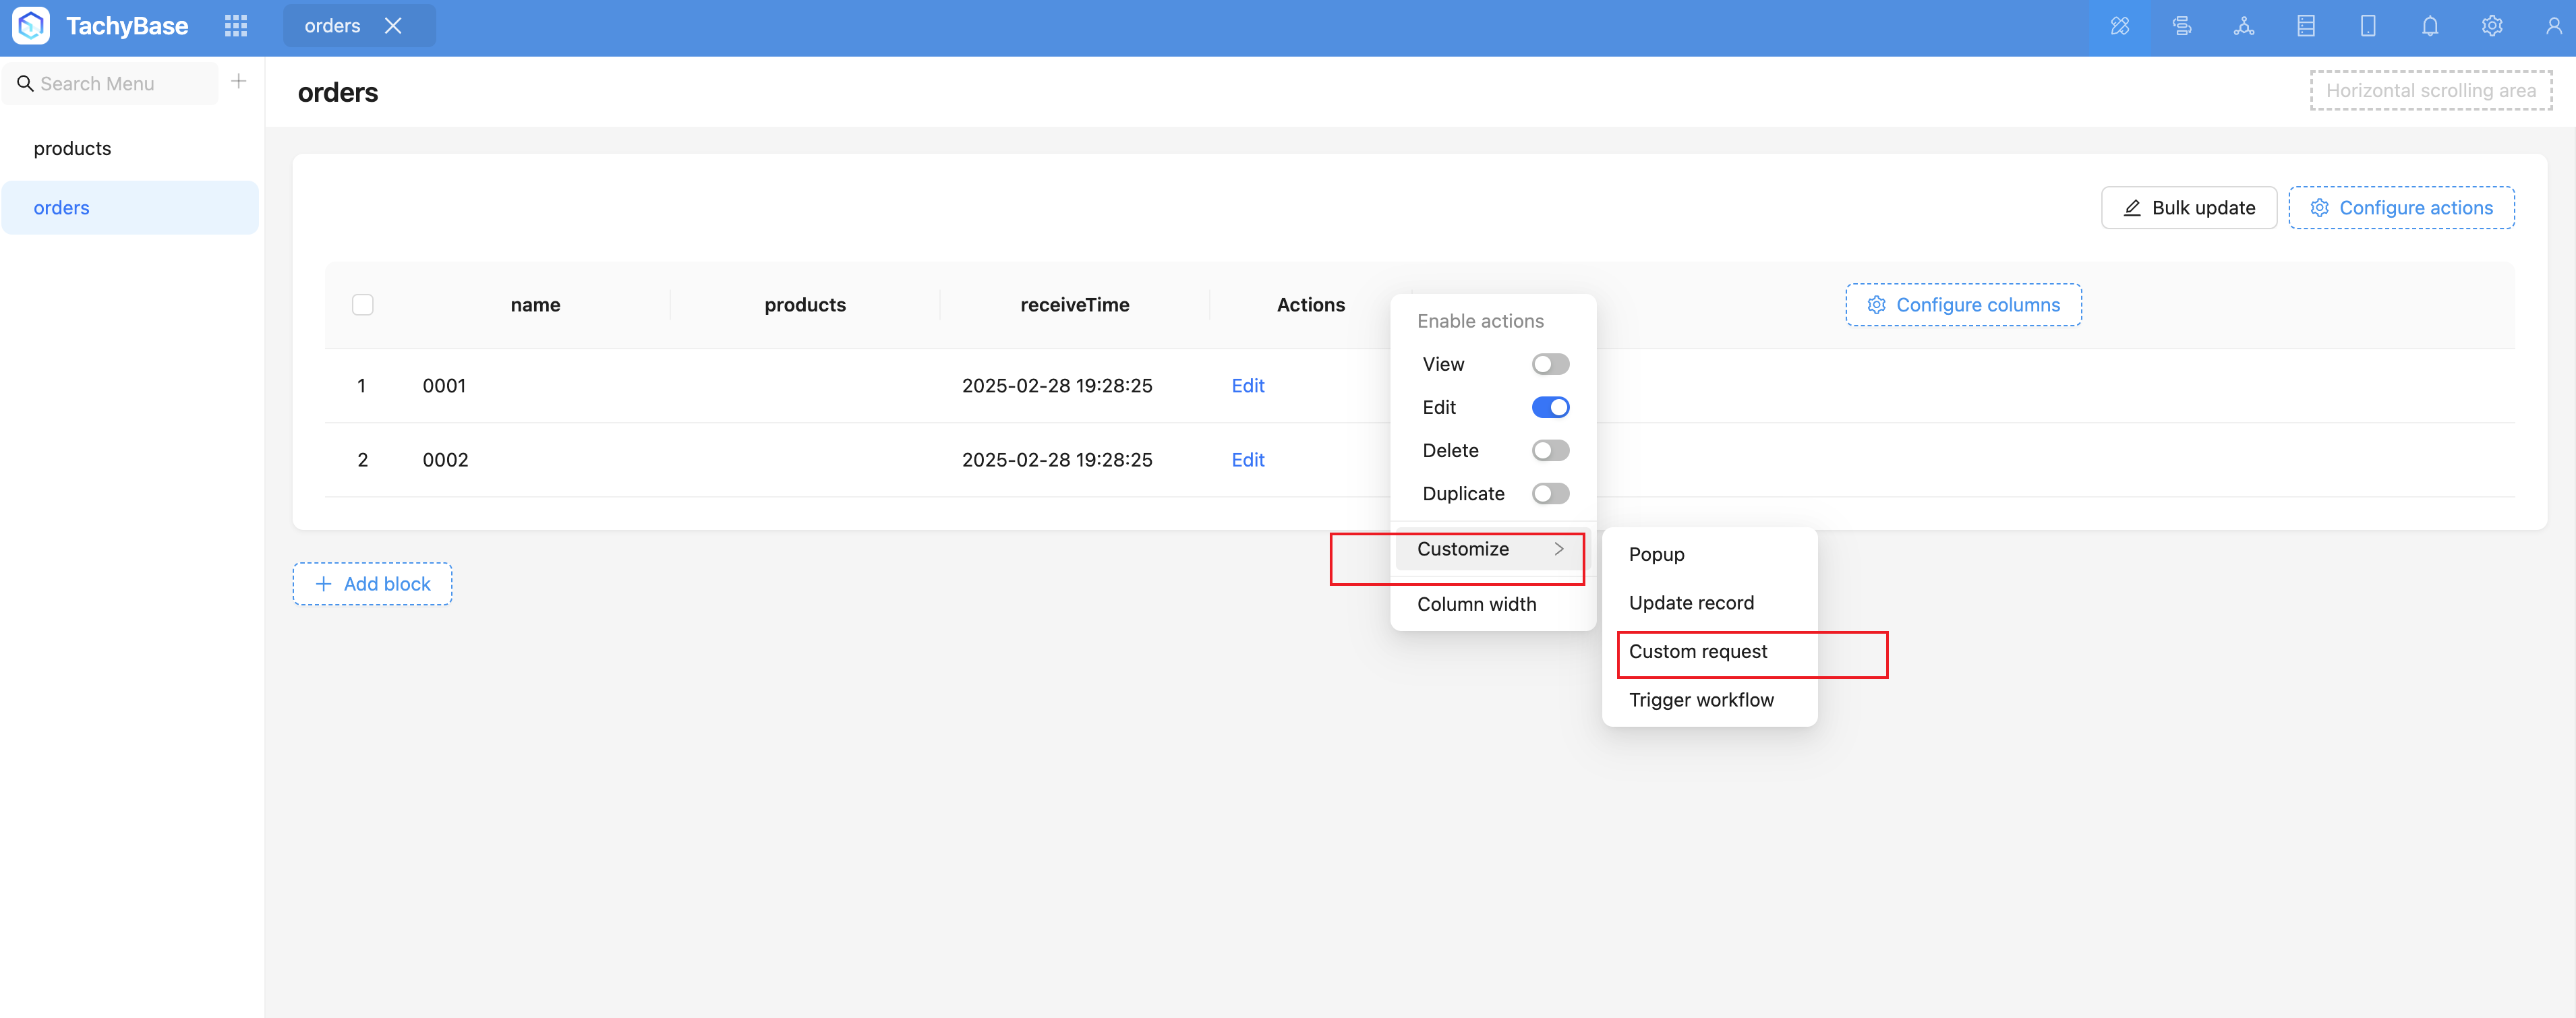 TachyBase
orders
Search Menu
products
orders
orders
Horizontal scrolling area
Bulk update
Configure actions
name products receiveTime Actions Configure columns
1 0001 2025-02-28 19:28:25 Edit
2 0002 2025-02-28 19:28:25 Edit
Add block
Enable actions
View
Edit
Delete
Duplicate
Customize
Column width
Popup
Update record
Custom request
Trigger workflow